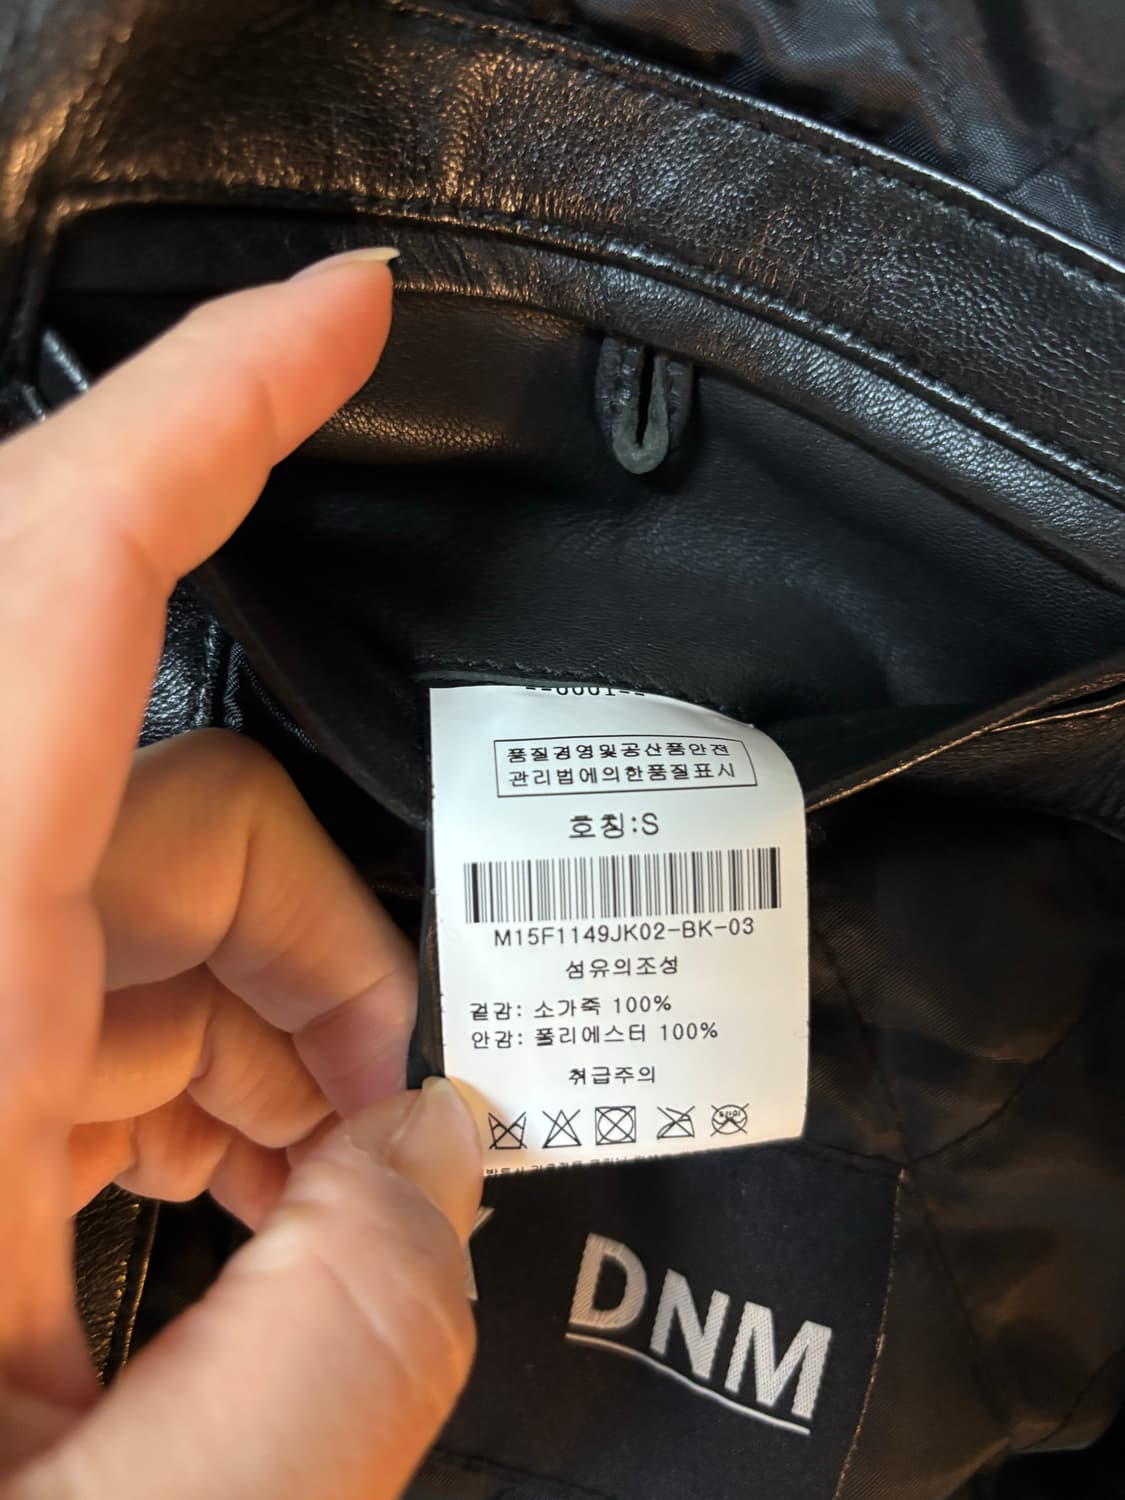 --0001--
품질경영및공산품안전
관리법에의한품질표시
호칭:S
M15F1149JK02-BK-03
섬유의조성
겉감: 소가죽 100%
안감: 폴리에스터 100%
취급주의
DNM